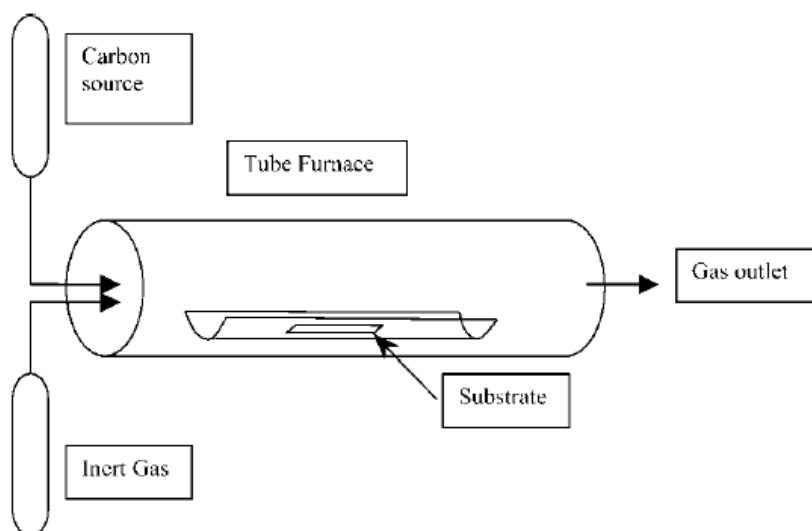 Carbon
source
Tube Furnace
Gas outlet
Substrate
Inert Gas